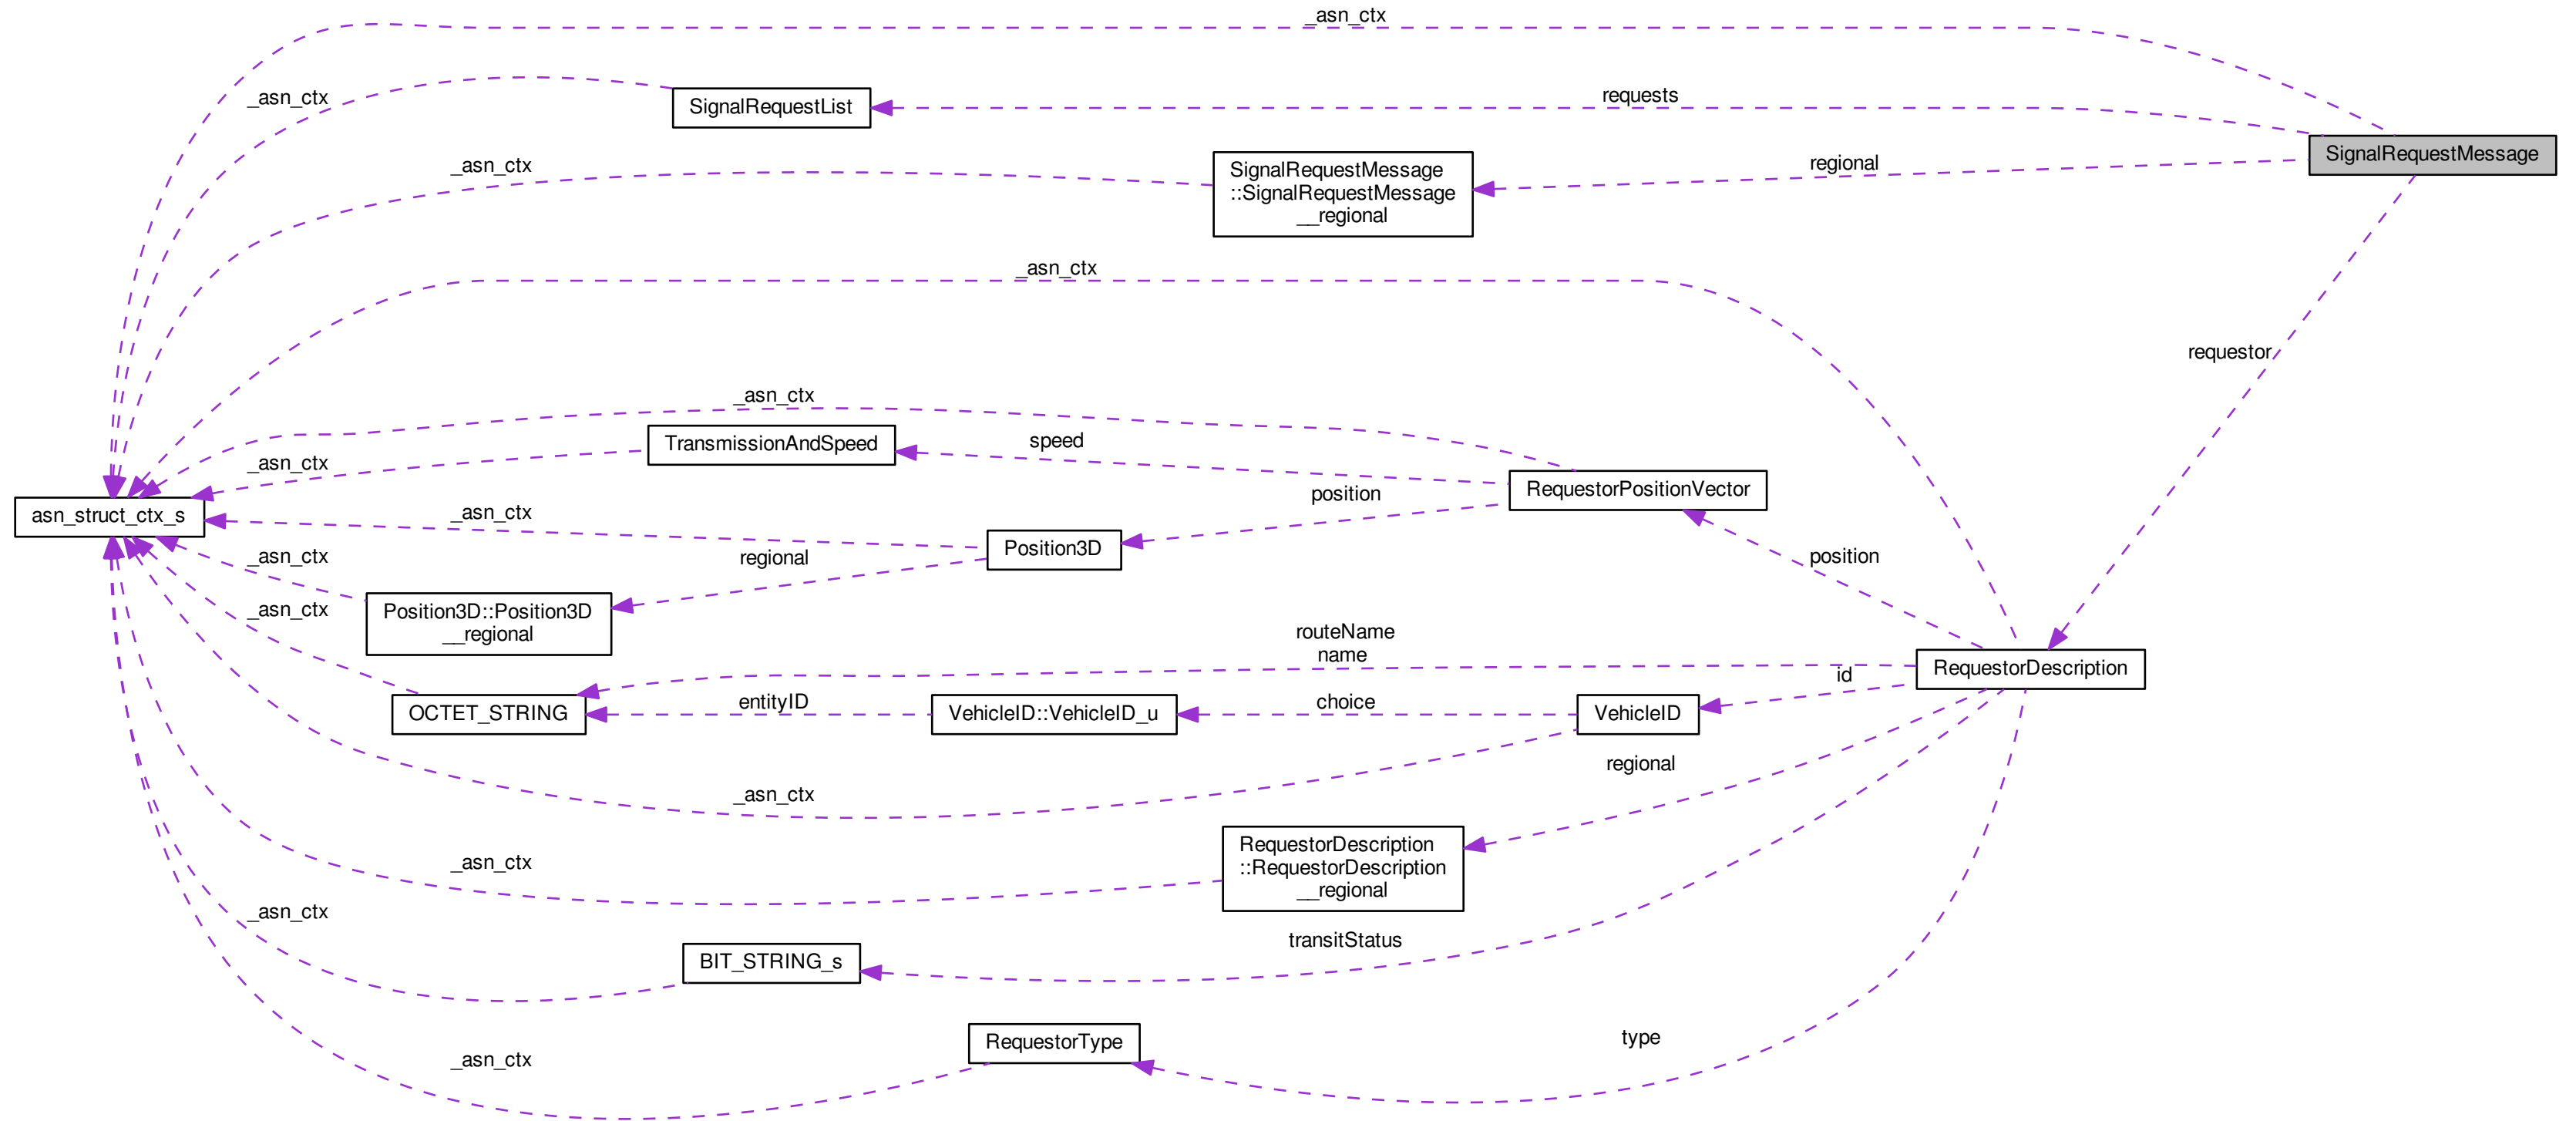 _asn_ctx
requests
_asn_ctx
SignalRequestList
SignalRequestMessage
_asn_ctx
regional
SignalRequestMessage
::SignalRequestMessage
__regional
_asn_ctx
requestor
_asn_ctx
speed
TransmissionAndSpeed
_asn_ctx
RequestorPositionVector
position
asn_struct_ctx_s
_asn_ctx
Position3D
_asn_ctx
regional
position
Position3D::Position3D
__regional
_asn_ctx
routeName
name
RequestorDescription
id
OCTET_STRING
entityID
VehicleID::VehicleID_u
choice
VehicleID
regional
_asn_ctx
RequestorDescription
::RequestorDescription
__regional
_asn_ctx
_asn_ctx
transitStatus
BIT_STRING_s
type
RequestorType
_asn_ctx